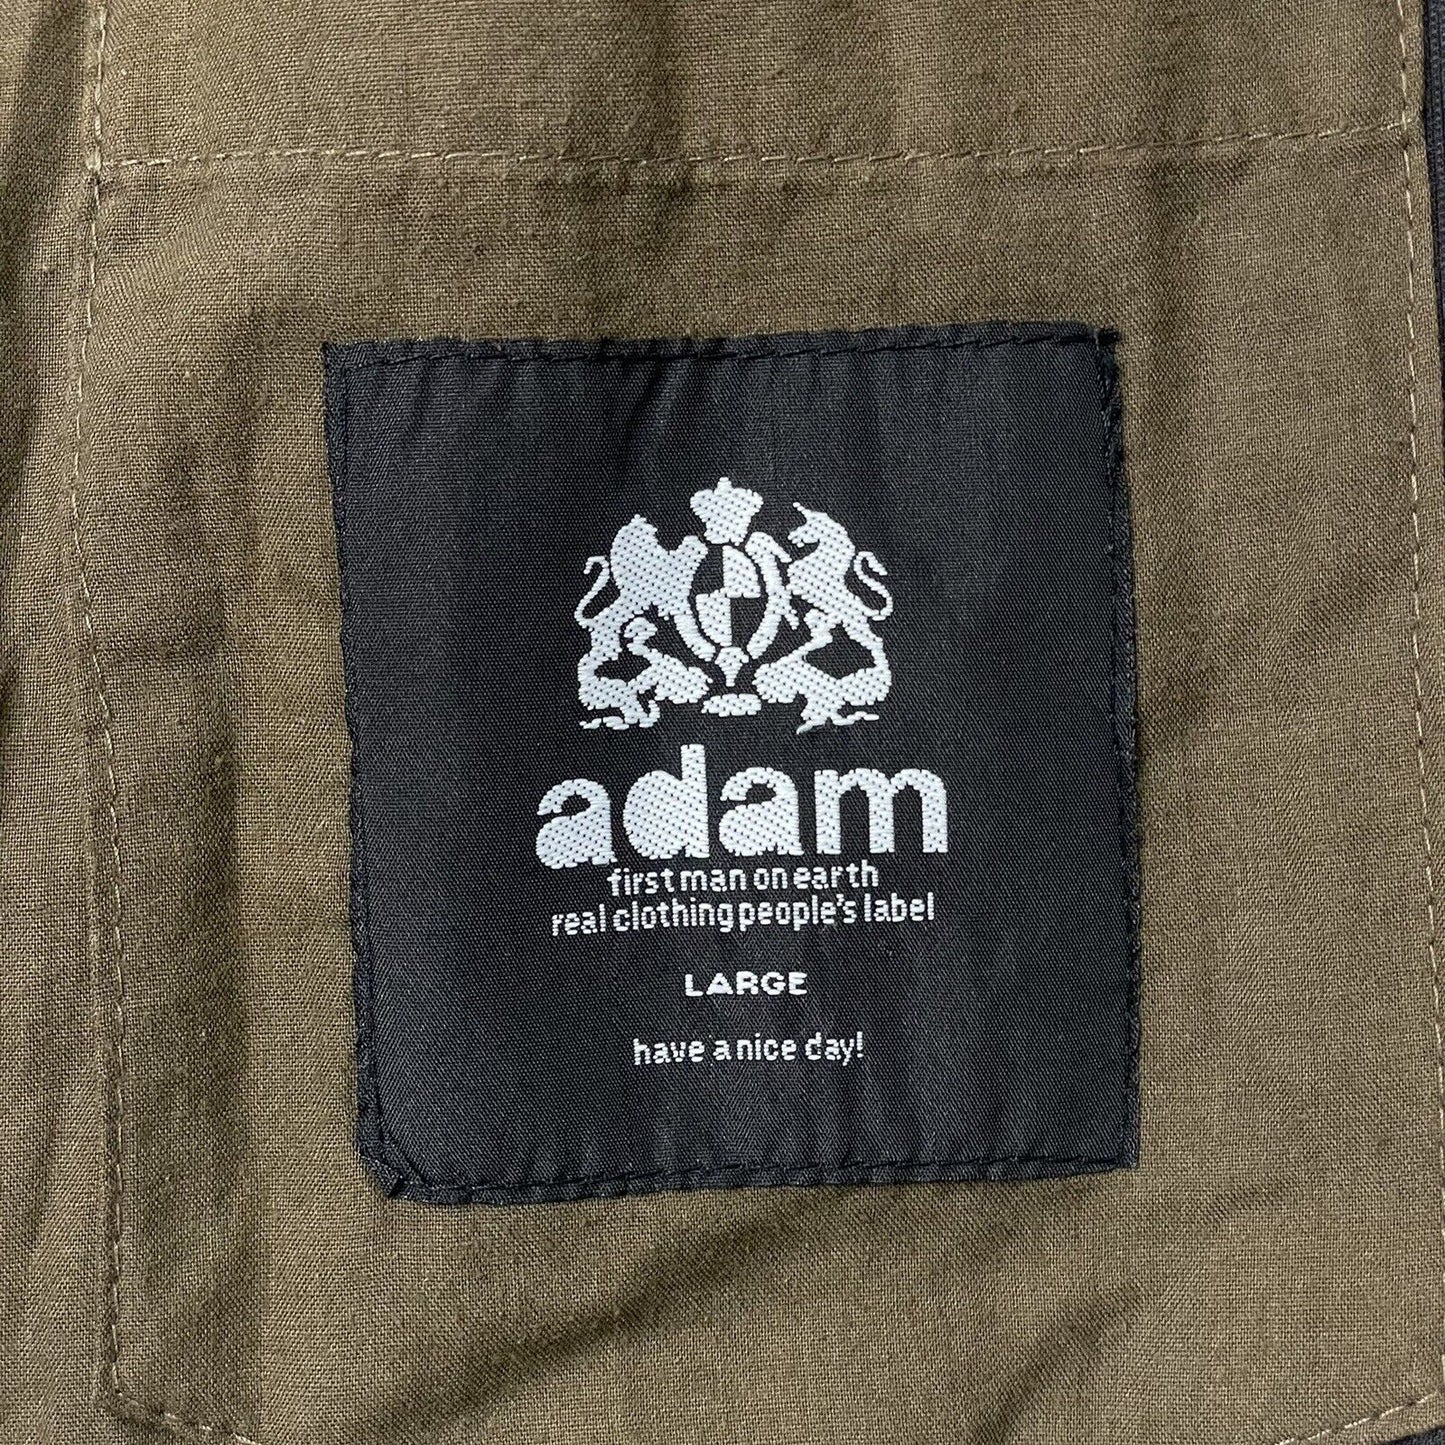 adam
first man on earth
real clothing people's label
LARGE
have a nice day!